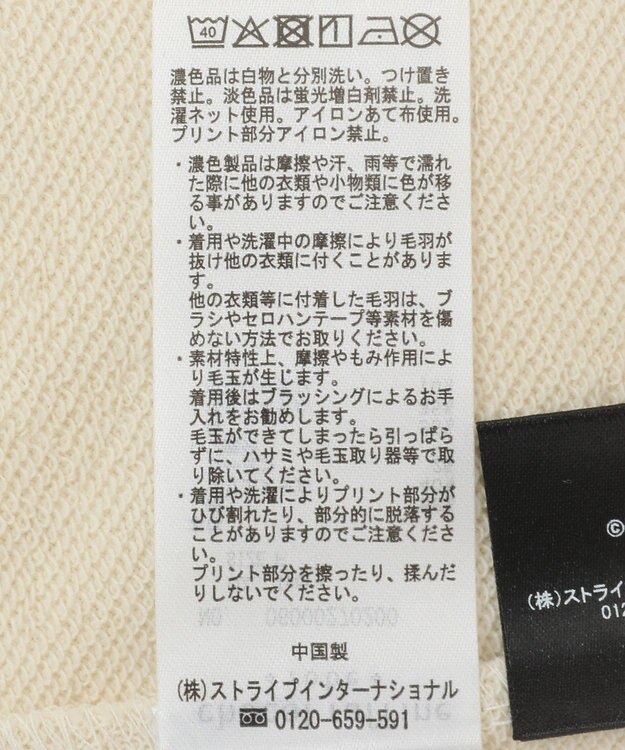 40
濃色品は白物と分別洗い。つけ置き
禁止。淡色品は蛍光増白剤禁止。洗
濯ネット使用。アイロンあて布使用。
プリント部分アイロン禁止。
・濃色製品は摩擦や汗、雨等で濡れ
た際に他の衣類や小物類に色が移
る事がありますのでご注意くださ
い。
・着用や洗濯中の摩擦により毛羽が
抜け他の衣類に付くことがありま
す。
他の衣類等に付着した毛羽は、ブ
ラシやセロハンテープ等素材を傷
めない方法でお取りください。
・素材特性上、摩擦やもみ作用によ
り毛玉が生じます。
着用後はブラッシングによるお手
入れをお勧めします。
毛玉ができてしまったら引っぱら
ずに、ハサミや毛玉取り器等で取
り除いてください。
・着用や洗濯によりプリント部分が
ひび割れたり、部分的に脱落する
ことがありますのでご注意くださ
い。
プリント部分を擦ったり、揉んだ
りしないでください。
中国製
(株)ストライプインターナショナル
0120-659-591
©
(株)ストライ
012